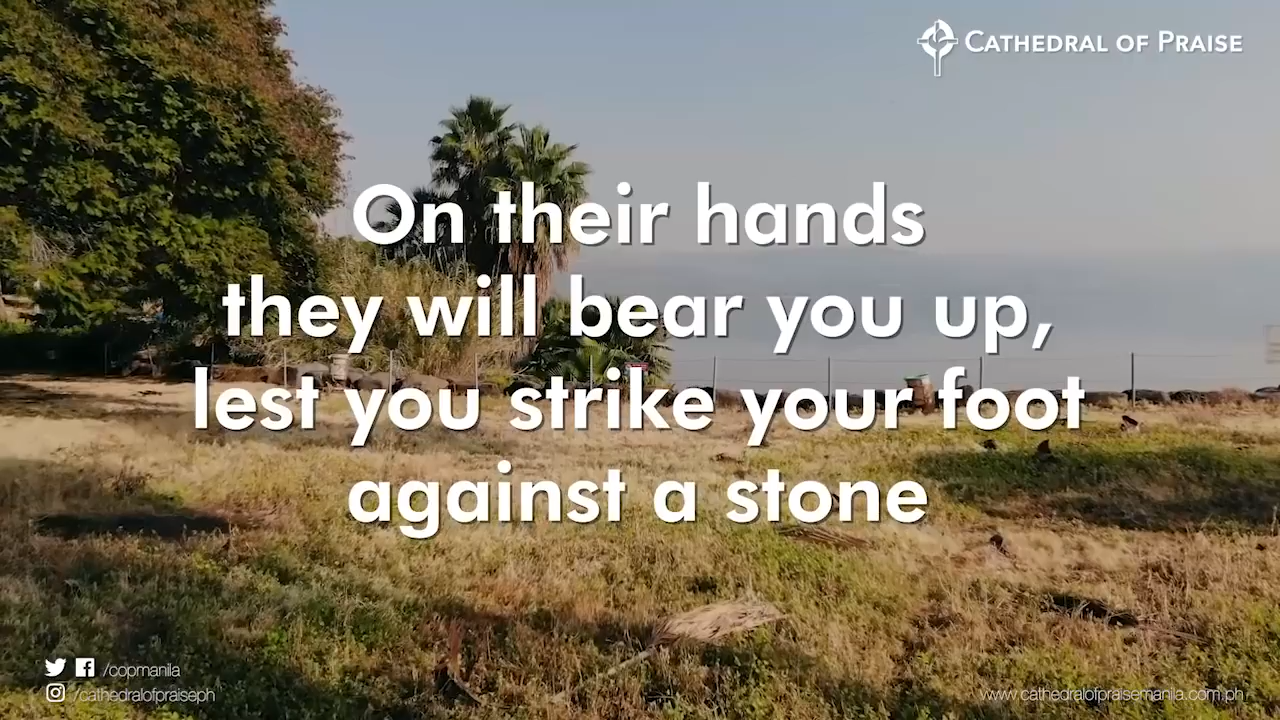 CATHEDRAL OF PRAISE
On their hands
they will bear you up,
lest you strike your foot
against a stone
/copmanila
/cathedralofpraiseph
www.cathedralofpraisemanila.com.ph